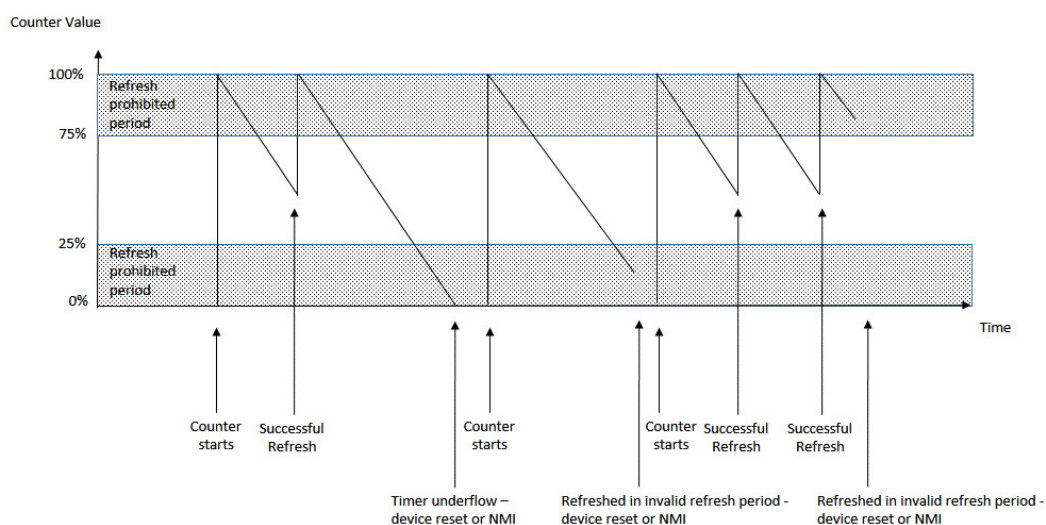 Counter Value
100%
Refresh
prohibited
period
75%
25%
Refresh
prohibited
period
0%
Time
Counter
starts
Successful
Refresh
Counter
starts
Counter
starts
Successful
Refresh
Successful
Refresh
Timer underflow –
device reset or NMI
Refreshed in invalid refresh period -
device reset or NMI
Refreshed in invalid refresh period -
device reset or NMI